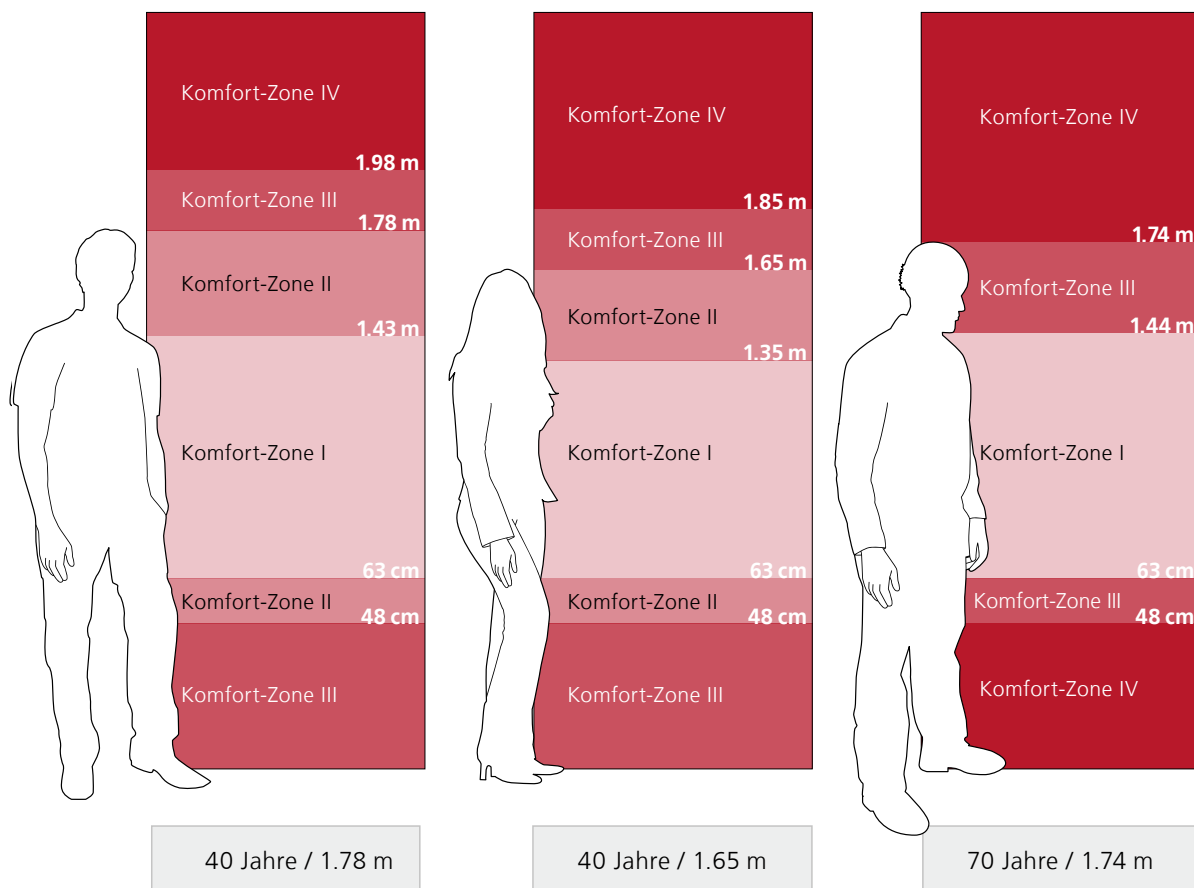 Komfort-Zone IV
1.98 m
Komfort-Zone III
1.78 m
Komfort-Zone II
1.43 m
Komfort-Zone I
63 cm
Komfort-Zone II
48 cm
Komfort-Zone III
40 Jahre / 1.78 m
Komfort-Zone IV
1.85 m
Komfort-Zone III
1.65 m
Komfort-Zone II
1.35 m
Komfort-Zone I
63 cm
Komfort-Zone II
48 cm
Komfort-Zone III
40 Jahre / 1.65 m
Komfort-Zone IV
1.74 m
Komfort-Zone III
1.44 m
Komfort-Zone I
63 cm
Komfort-Zone III
48 cm
Komfort-Zone IV
70 Jahre / 1.74 m